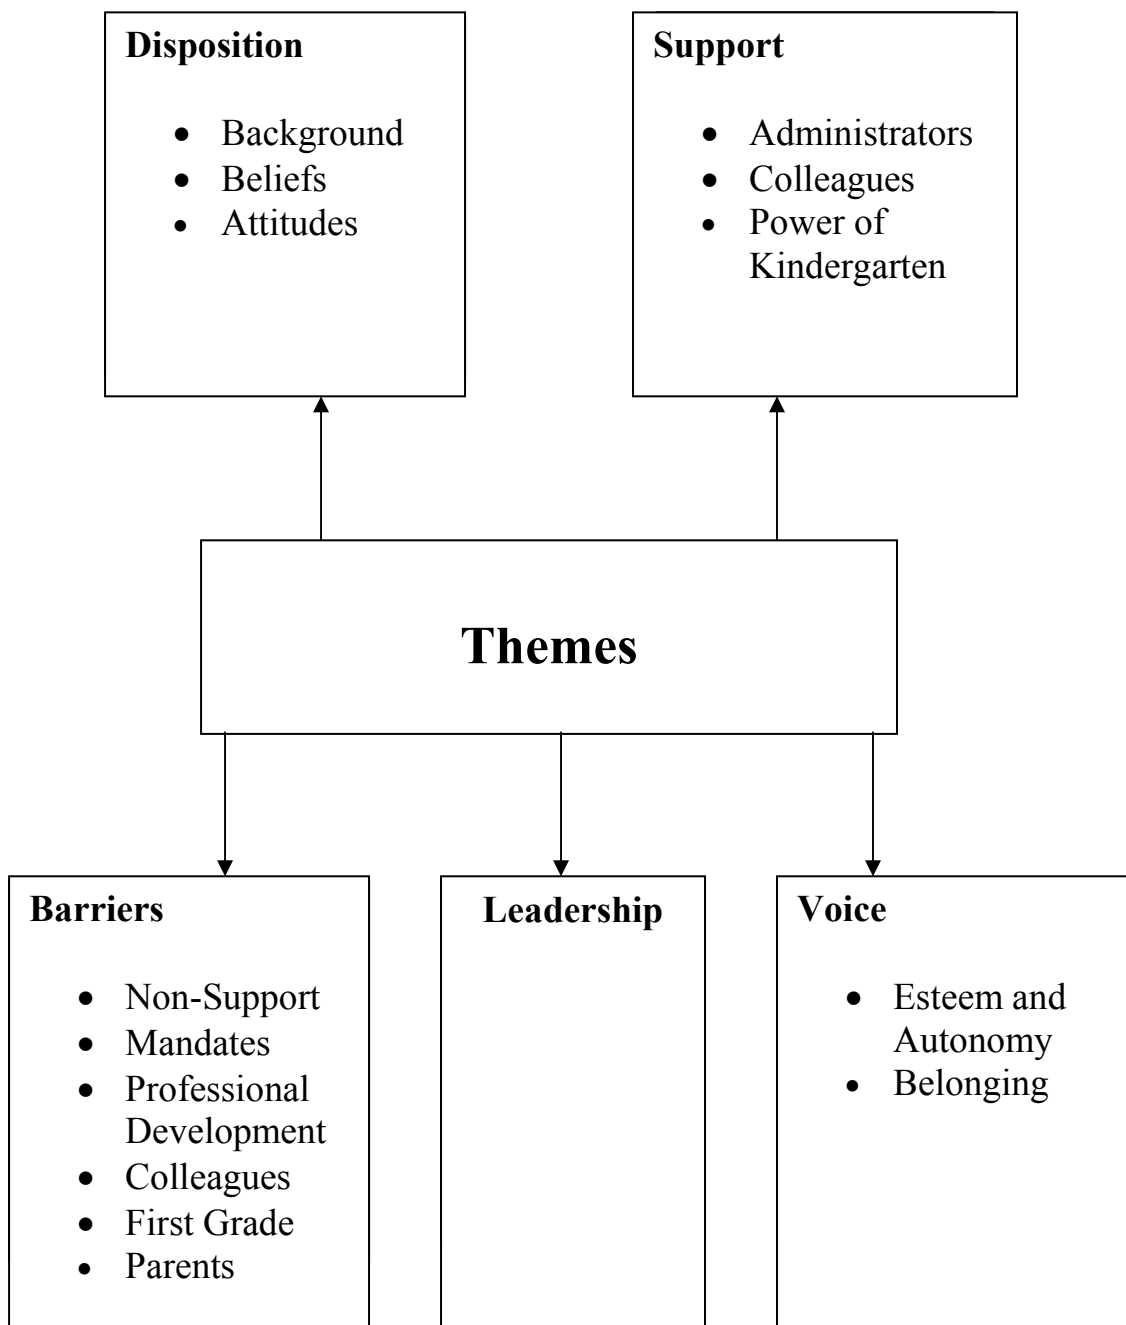 Disposition
• Background
• Beliefs
• Attitudes
Support
• Administrators
• Colleagues
• Power of
Kindergarten
Themes
Barriers
• Non-Support
• Mandates
• Professional
Development
• Colleagues
• First Grade
• Parents
Leadership
Voice
• Esteem and
Autonomy
• Belonging